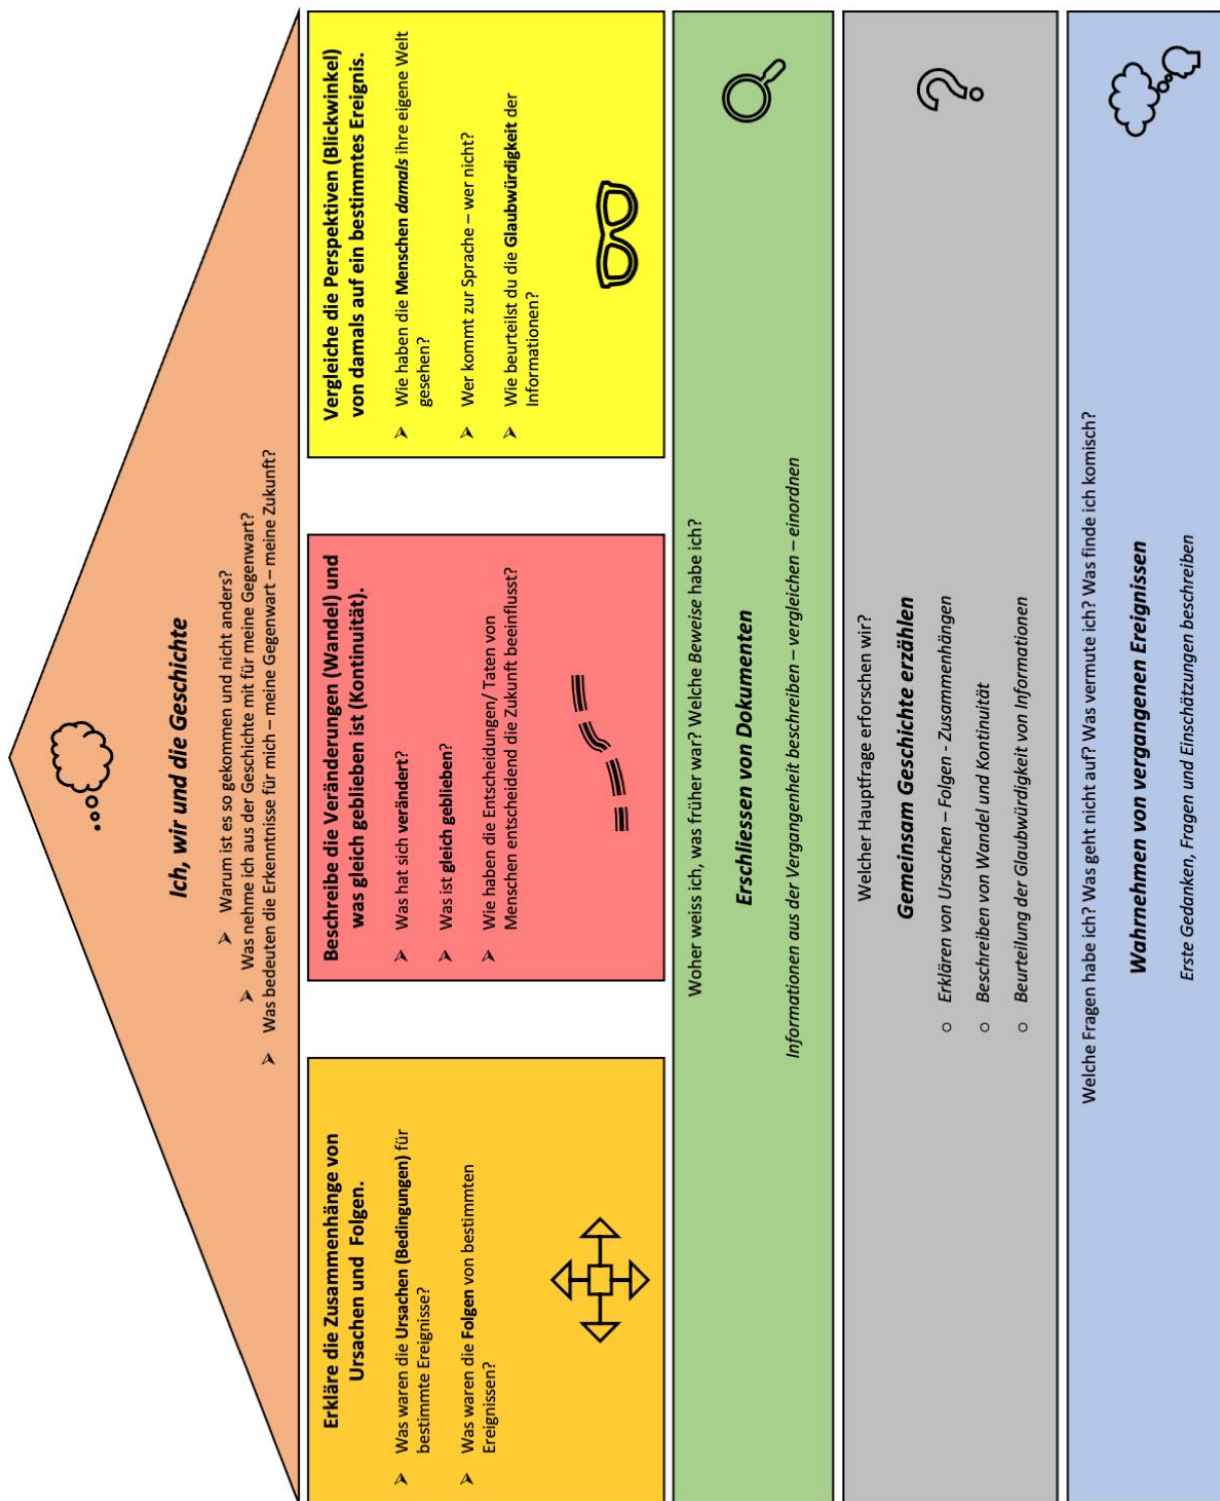 Ich, wir und die Geschichte
➢ Warum ist es so gekommen und nicht anders?
➢ Was nehme ich aus der Geschichte mit für meine Gegenwart?
➢ Was bedeuten die Erkenntnisse für mich – meine Gegenwart – meine Zukunft?
Erkläre die Zusammenhänge von
Ursachen und Folgen.
➢ Was waren die Ursachen (Bedingungen) für
bestimmte Ereignisse?
➢ Was waren die Folgen von bestimmten
Ereignissen?
Beschreibe die Veränderungen (Wandel) und
was gleich geblieben ist (Kontinuität).
➢ Was hat sich verändert?
➢ Was ist gleich geblieben?
➢ Wie haben die Entscheidungen/ Taten von
Menschen entscheidend die Zukunft beeinflusst?
Vergleiche die Perspektiven (Blickwinkel)
von damals auf ein bestimmtes Ereignis.
➢ Wie haben die Menschen damals ihre eigene Welt
gesehen?
➢ Wer kommt zur Sprache – wer nicht?
➢ Wie beurteilst du die Glaubwürdigkeit der
Informationen?
Woher weiss ich, was früher war? Welche Beweise habe ich?
Erschliessen von Dokumenten
Informationen aus der Vergangenheit beschreiben – vergleichen – einordnen
Welcher Hauptfrage erforschen wir?
Gemeinsam Geschichte erzählen
○ Erklären von Ursachen – Folgen - Zusammenhängen
○ Beschreiben von Wandel und Kontinuität
○ Beurteilung der Glaubwürdigkeit von Informationen
Welche Fragen habe ich? Was geht nicht auf? Was vermute ich? Was finde ich komisch?
Wahrnehmen von vergangenen Ereignissen
Erste Gedanken, Fragen und Einschätzungen beschreiben